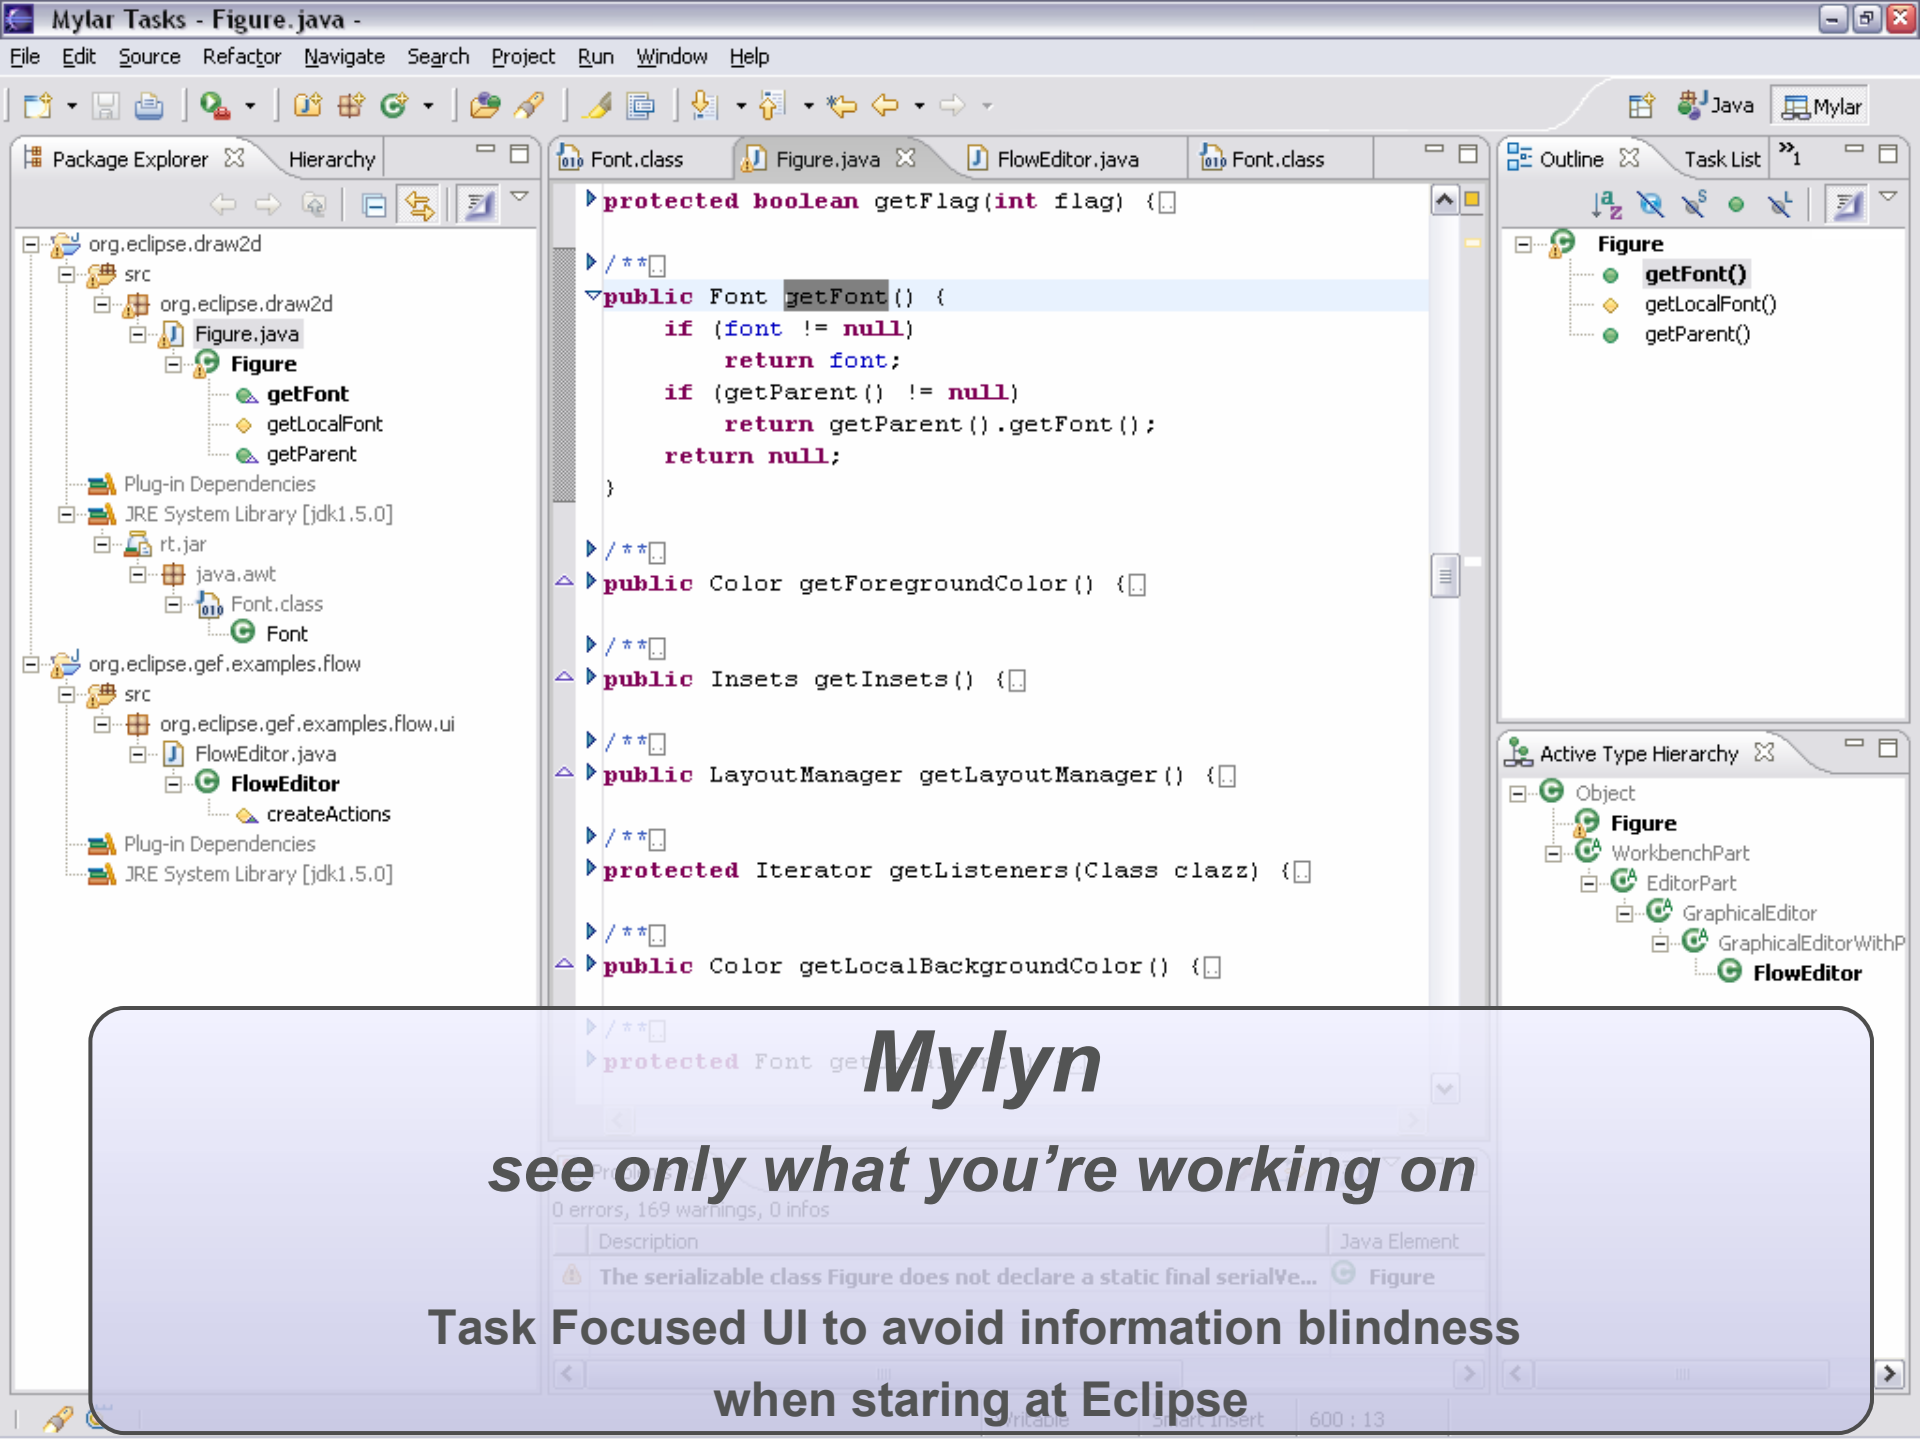 Mylar Tasks - Figure.java -
File Edit Source Refactor Navigate Search Project Run Window Help
Java Mylar
Package Explorer Hierarchy
org.eclipse.draw2d
src
org.eclipse.draw2d
Figure.java
Figure
getFont
getLocalFont
getParent
Plug-in Dependencies
JRE System Library [jdk1.5.0]
rt.jar
java.awt
Font.class
Font
org.eclipse.gef.examples.flow
src
org.eclipse.gef.examples.flow.ui
FlowEditor.java
FlowEditor
createActions
Plug-in Dependencies
JRE System Library [jdk1.5.0]
Font.class Figure.java FlowEditor.java Font.class
protected boolean getFlag(int flag) {
/**
public Font getFont() {
if (font != null)
return font;
if (getParent() != null)
return getParent().getFont();
return null;
}
/**
public Color getForegroundColor() {
/**
public Insets getInsets() {
/**
public LayoutManager getLayoutManager() {
/**
protected Iterator getListeners(Class clazz) {
/**
public Color getLocalBackgroundColor() {
/**
protected Font
Outline Task List »1
Figure
getFont()
getLocalFont()
getParent()
Active Type Hierarchy
Object
Figure
WorkbenchPart
EditorPart
GraphicalEditor
GraphicalEditorWithP
FlowEditor
Mylyn
see only what you're working on
0 errors, 169 warnings, 0 infos
Description Java Element
The serializable class Figure does not declare a static final serialVe... Figure
Task Focused UI to avoid information blindness
when staring at Eclipse
Writable Smart Insert 600 : 13